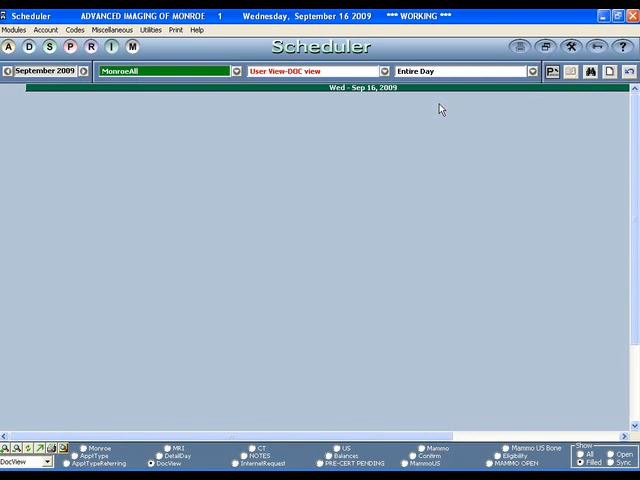 Scheduler ADVANCED IMAGING OF MONROE 1 Wednesday, September 16 2009 *** WORKING ***
Modules Account Codes Miscellaneous Utilities Print Help
A D S P R I M Scheduler ?
September 2009 MonroeAll User View-DOC view Entire Day P
Wed - Sep 16, 2009
Monroe MRI CT US Mammo Mammo US Bone Show
ApptType DetailDay NOTES Balances Confirm Eligibility All Open
DocView ApptTypeReferring DocView InternetRequest PRE-CERT PENDING MammoUS MAMMO OPEN Filled Sync